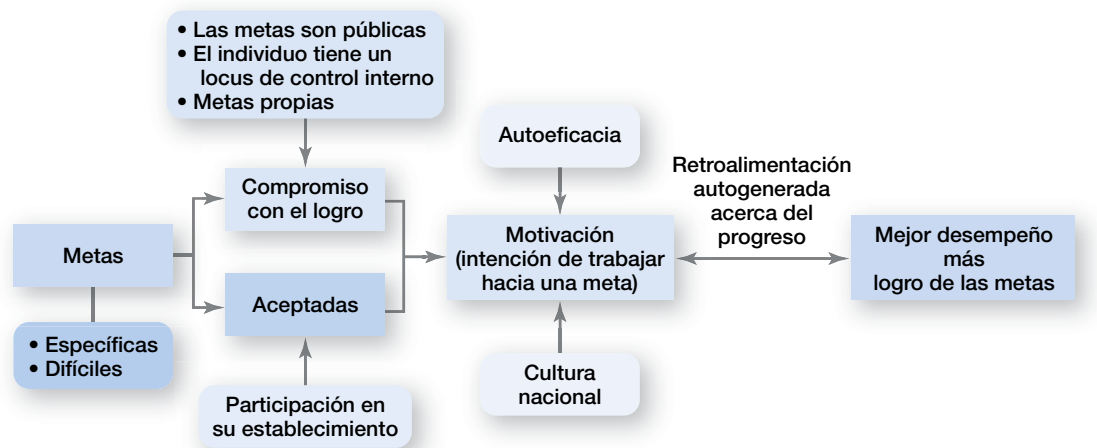 • Las metas son públicas
• El individuo tiene un
locus de control interno
• Metas propias
Autoeficacia
Retroalimentación
autogenerada
acerca del
progreso
Compromiso
con el logro
Metas
Motivación
(intención de trabajar
hacia una meta)
Mejor desempeño
más
logro de las metas
Aceptadas
• Específicas
• Difíciles
Participación en
su establecimiento
Cultura
nacional